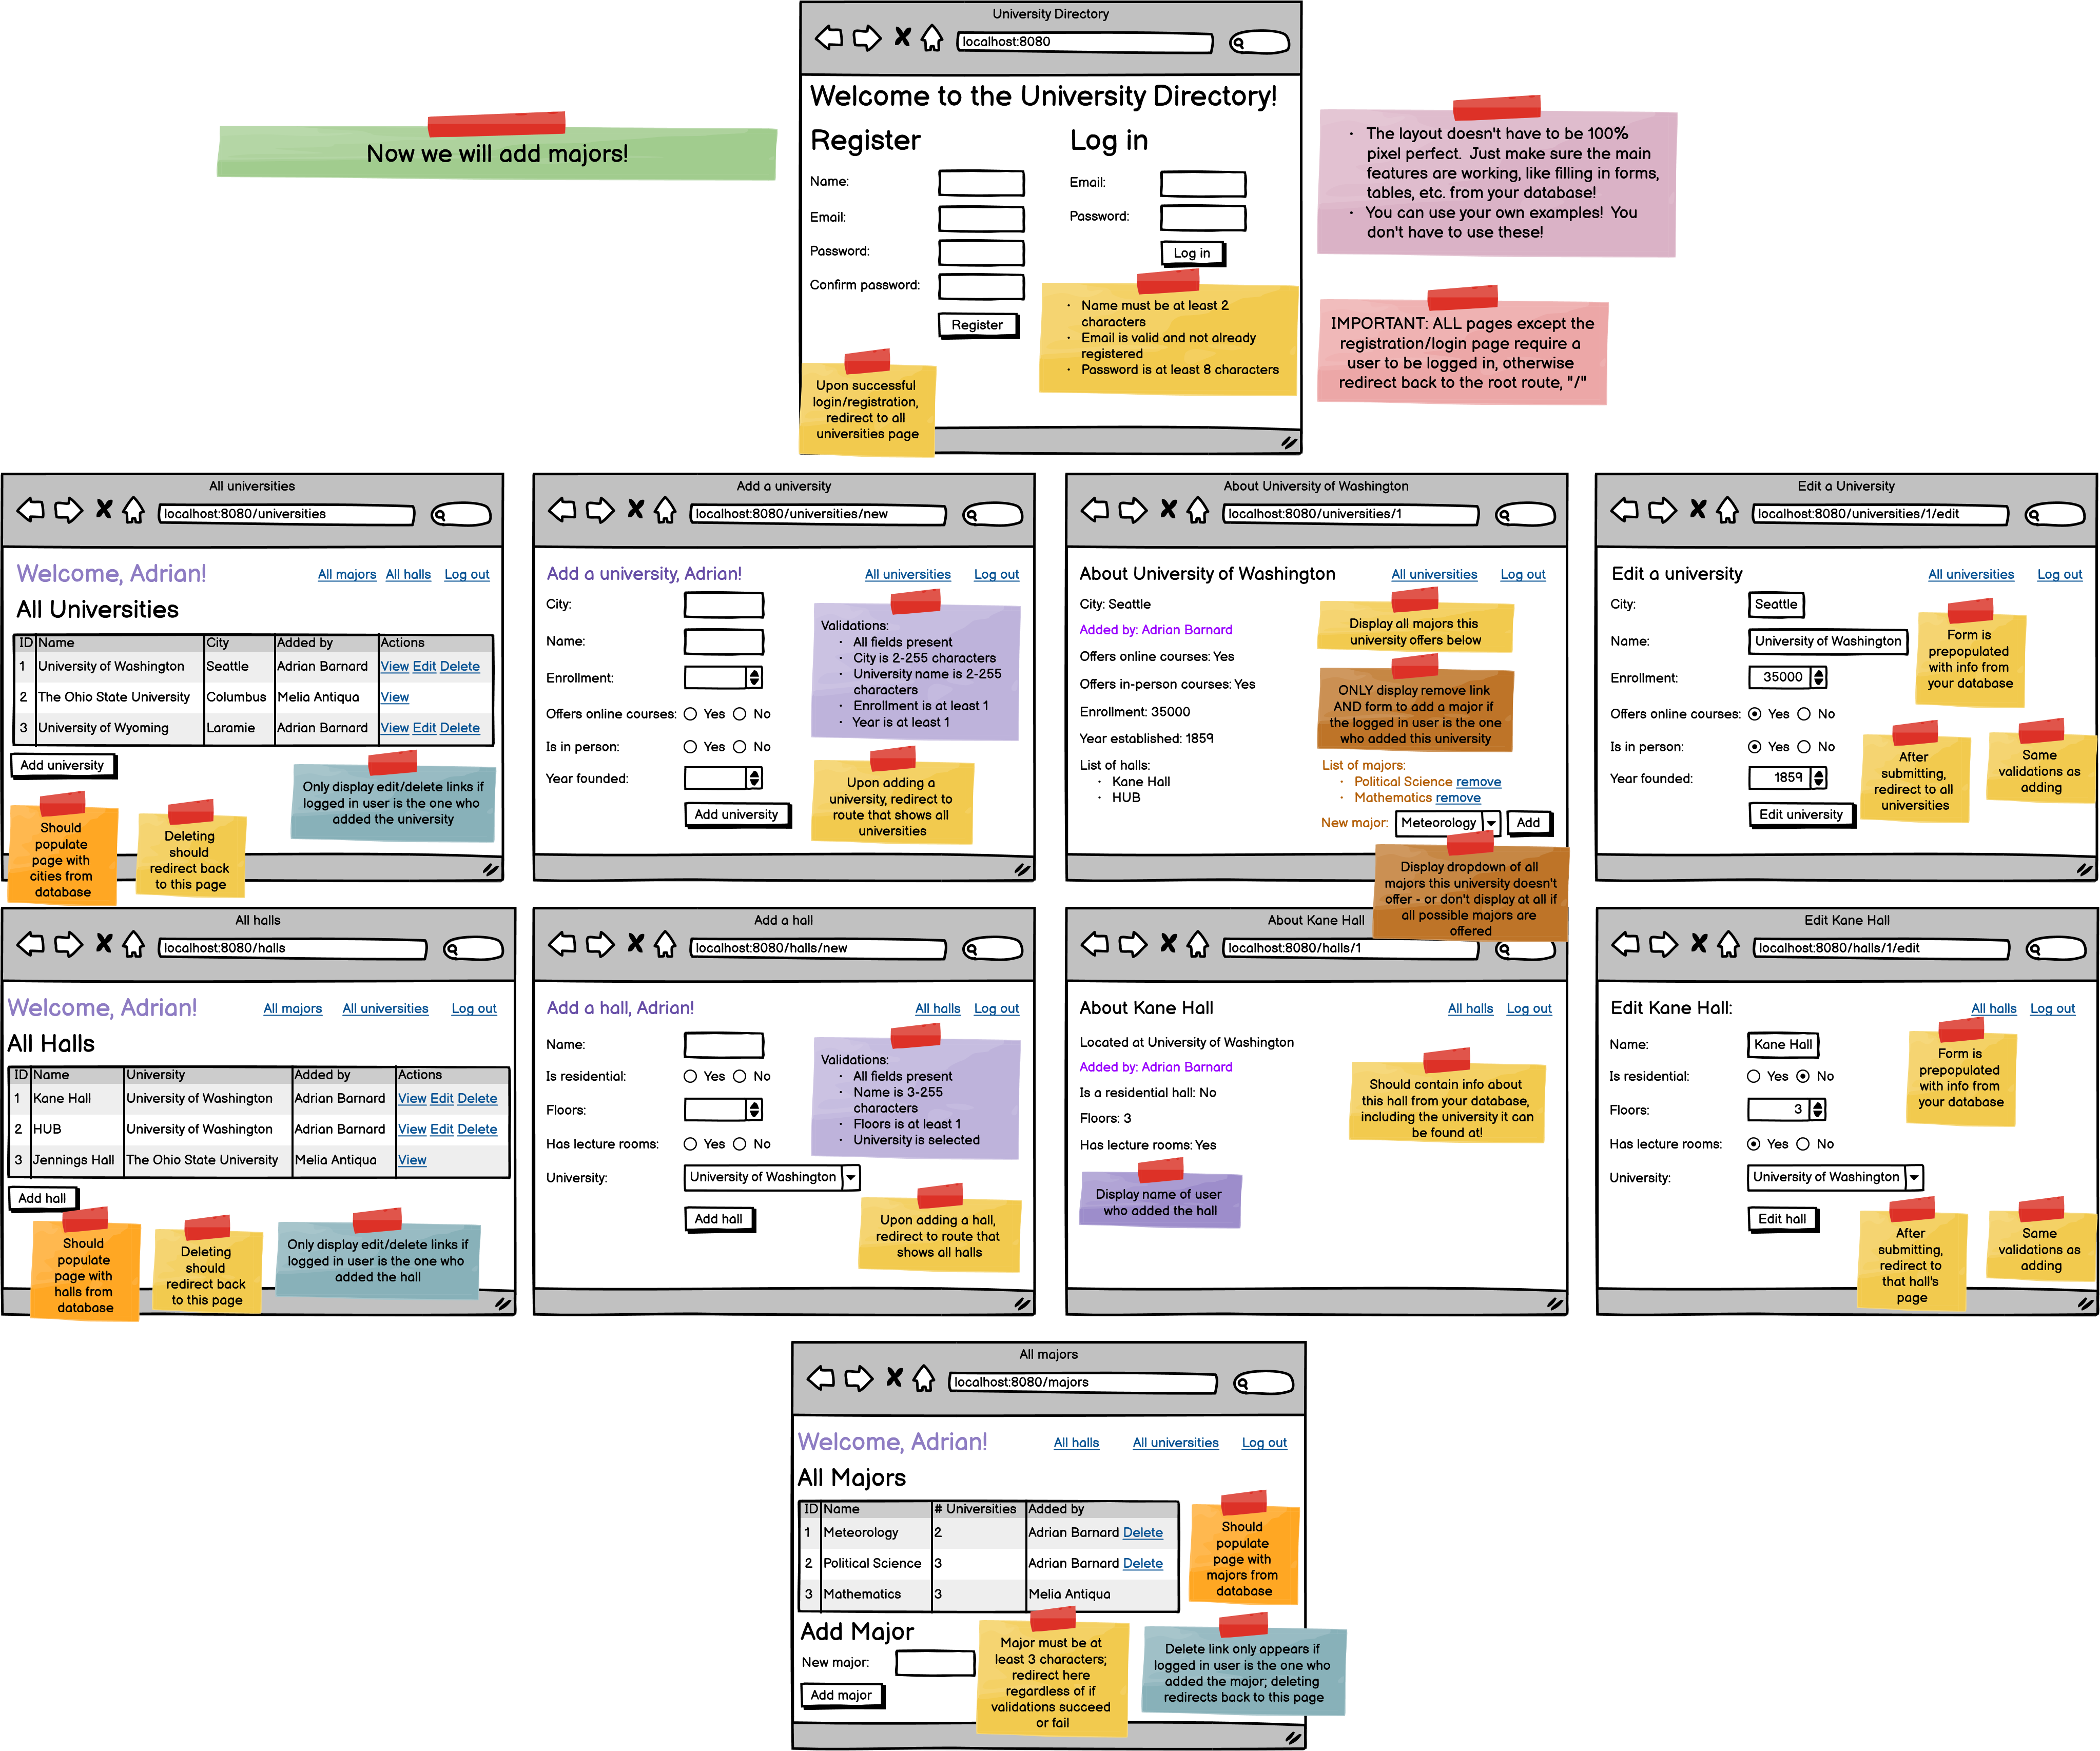 University Directory
localhost:8080
Welcome to the University Directory!
Register
Name:
Email:
Password:
Confirm password:
Register
Log in
Email:
Password:
Log in
• Name must be at least 2
characters
• Email is valid and not already
registered
• Password is at least 8 characters
Upon successful
login/registration,
redirect to all
universities page
Now we will add majors!
• The layout doesn't have to be 100%
pixel perfect. Just make sure the main
features are working, like filling in forms,
tables, etc. from your database!
• You can use your own examples! You
don't have to use these!
IMPORTANT: ALL pages except the
registration/login page require a
user to be logged in, otherwise
redirect back to the root route, "/"
All universities
localhost:8080/universities
Welcome, Adrian!
All majors All halls Log out
All Universities
ID Name City Added by Actions
1 University of Washington Seattle Adrian Barnard View Edit Delete
2 The Ohio State University Columbus Melia Antiqua View
3 University of Wyoming Laramie Adrian Barnard View Edit Delete
Add university
Only display edit/delete links if
logged in user is the one who
added the university
Should
populate
page with
cities from
database
Deleting
should
redirect back
to this page
Add a university
localhost:8080/universities/new
Add a university, Adrian!
All universities Log out
City:
Name:
Enrollment:
Offers online courses: Yes No
Is in person: Yes No
Year founded:
Add university
Validations:
• All fields present
• City is 2-255 characters
• University name is 2-255
characters
• Enrollment is at least 1
• Year is at least 1
Upon adding a
university, redirect to
route that shows all
universities
About University of Washington
localhost:8080/universities/1
About University of Washington
All universities Log out
City: Seattle
Added by: Adrian Barnard
Offers online courses: Yes
Offers in-person courses: Yes
Enrollment: 35000
Year established: 1859
List of halls:
• Kane Hall
• HUB
Display all majors this
university offers below
ONLY display remove link
AND form to add a major if
the logged in user is the one
who added this university
List of majors:
• Political Science remove
• Mathematics remove
New major: Meteorology Add
Display dropdown of all
majors this university doesn't
offer - or don't display at all if
all possible majors are
offered
Edit a University
localhost:8080/universities/1/edit
Edit a university
All universities Log out
City: Seattle
Name: University of Washington
Enrollment: 35000
Offers online courses: Yes No
Is in person: Yes No
Year founded: 1859
Edit university
Form is
prepopulated
with info from
your database
After
submitting,
redirect to all
universities
Same
validations as
adding
All halls
localhost:8080/halls
Welcome, Adrian!
All majors All universities Log out
All Halls
ID Name University Added by Actions
1 Kane Hall University of Washington Adrian Barnard View Edit Delete
2 HUB University of Washington Adrian Barnard View Edit Delete
3 Jennings Hall The Ohio State University Melia Antiqua View
Add hall
Should
populate
page with
halls from
database
Deleting
should
redirect back
to this page
Only display edit/delete links if
logged in user is the one who
added the hall
Add a hall
localhost:8080/halls/new
Add a hall, Adrian!
All halls Log out
Name:
Is residential: Yes No
Floors:
Has lecture rooms: Yes No
University: University of Washington
Add hall
Validations:
• All fields present
• Name is 3-255
characters
• Floors is at least 1
• University is selected
Upon adding a hall,
redirect to route that
shows all halls
About Kane Hall
localhost:8080/halls/1
About Kane Hall
All halls Log out
Located at University of Washington
Added by: Adrian Barnard
Is a residential hall: No
Floors: 3
Has lecture rooms: Yes
Display name of user
who added the hall
Should contain info about
this hall from your database,
including the university it can
be found at!
Edit Kane Hall
localhost:8080/halls/1/edit
Edit Kane Hall:
All halls Log out
Name: Kane Hall
Is residential: Yes No
Floors: 3
Has lecture rooms: Yes No
University: University of Washington
Edit hall
Form is
prepopulated
with info from
your database
After
submitting,
redirect to
that hall's
page
Same
validations as
adding
All majors
localhost:8080/majors
Welcome, Adrian!
All halls All universities Log out
All Majors
ID Name # Universities Added by
1 Meteorology 2 Adrian Barnard Delete
2 Political Science 3 Adrian Barnard Delete
3 Mathematics 3 Melia Antiqua
Add Major
New major:
Add major
Should
populate
page with
majors from
database
Major must be at
least 3 characters;
redirect here
regardless of if
validations succeed
or fail
Delete link only appears if
logged in user is the one who
added the major; deleting
redirects back to this page